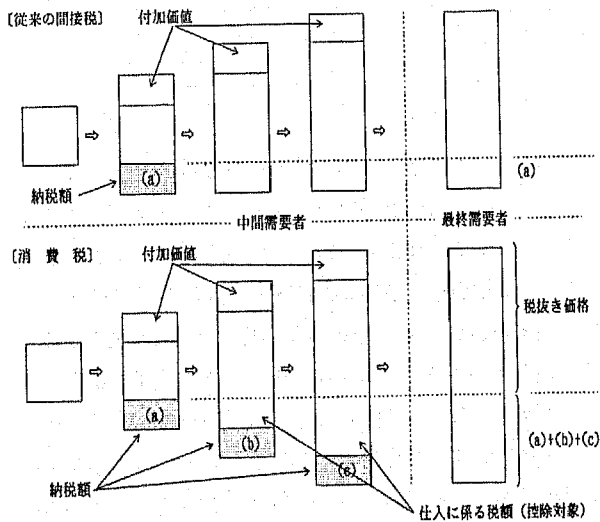 〔従来の間接税〕
付加価値
(a)
納税額
(a)
中間需要者
最終需要者
〔消 費 税〕
付加価値
税抜き価格
(a)
(b)
(c)
(a)+(b)+(c)
納税額
仕入に係る税額(控除対象)